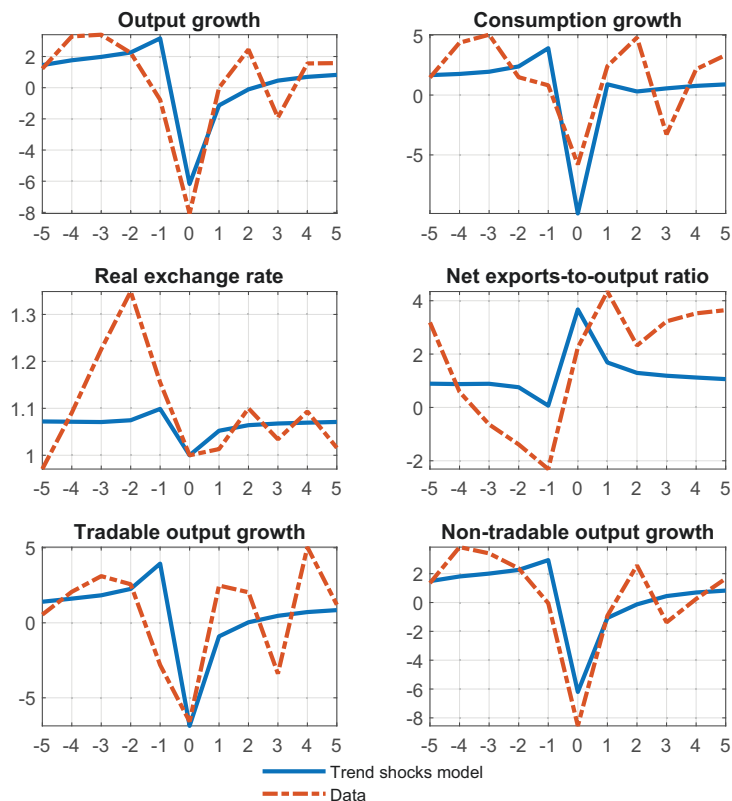 Output growth
2
0
-2
-4
-6
-8
-5 -4 -3 -2 -1 0 1 2 3 4 5
Consumption growth
5
0
-5
-5 -4 -3 -2 -1 0 1 2 3 4 5
Real exchange rate
1.3
1.2
1.1
1
-5 -4 -3 -2 -1 0 1 2 3 4 5
Net exports-to-output ratio
4
2
0
-2
-5 -4 -3 -2 -1 0 1 2 3 4 5
Tradable output growth
5
0
-5
-5 -4 -3 -2 -1 0 1 2 3 4 5
Non-tradable output growth
2
0
-2
-4
-6
-8
-5 -4 -3 -2 -1 0 1 2 3 4 5
Trend shocks model
Data